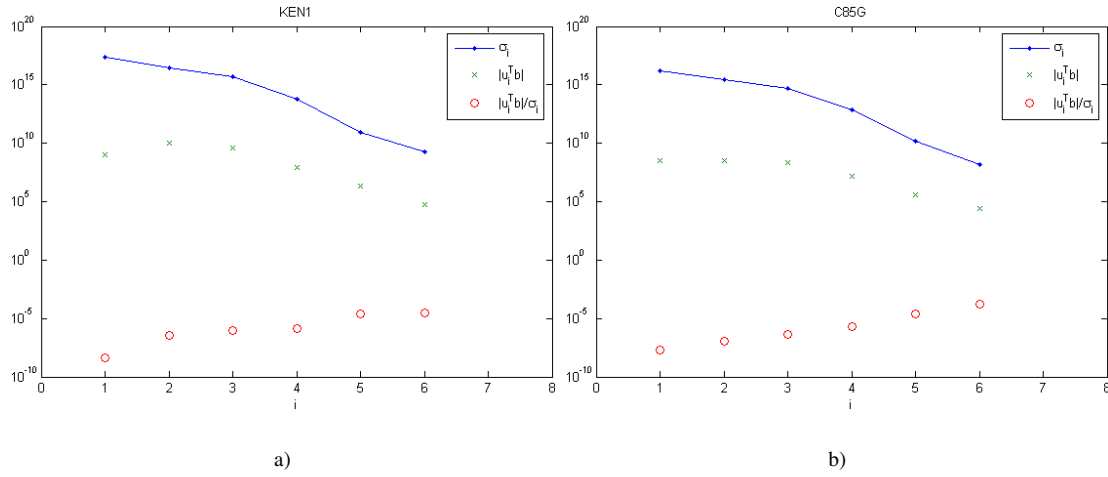 KEN1
10^20
10^15
10^10
10^5
10^0
10^-5
10^-10
0 1 2 3 4 5 6 7 8
i
σ_i
|u_i^T b|
|u_i^T b|/σ_i
a)
C85G
10^20
10^15
10^10
10^5
10^0
10^-5
10^-10
0 1 2 3 4 5 6 7 8
i
σ_i
|u_i^T b|
|u_i^T b|/σ_i
b)